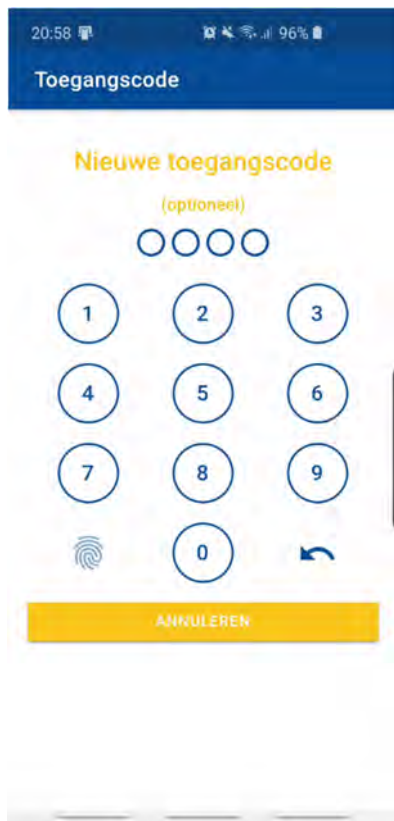 20:58 96%
Toegangscode
Nieuwe toegangscode
(optioneel)
1 2 3
4 5 6
7 8 9
0
ANNULEREN